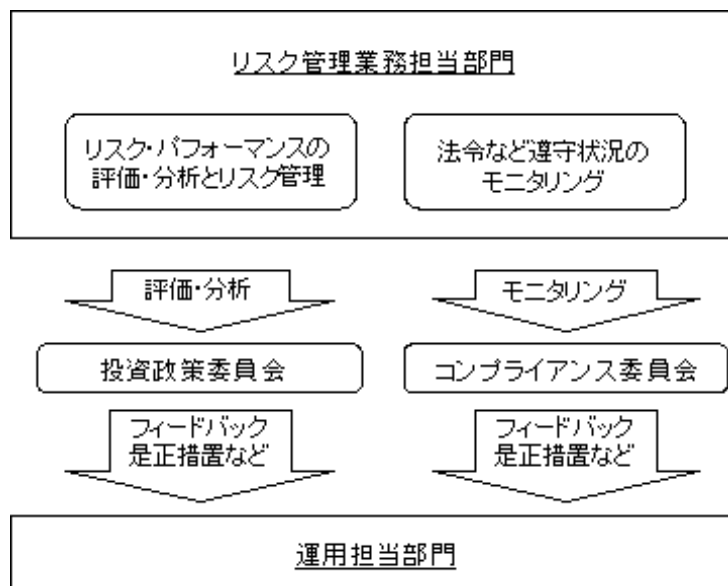 リスク管理業務担当部門
リスク・パフォーマンスの
評価・分析とリスク管理
法令など遵守状況の
モニタリング
評価・分析
モニタリング
投資政策委員会
コンプライアンス委員会
フィードバック
是正措置など
フィードバック
是正措置など
運用担当部門